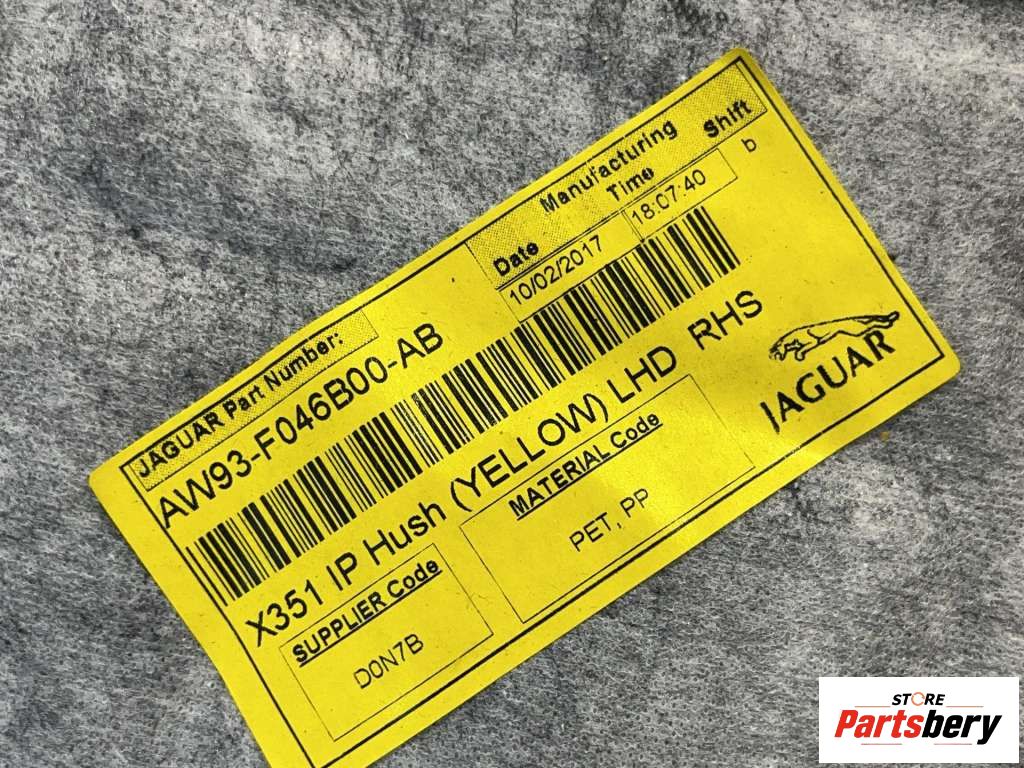 JAGUAR Part Number:
AW93-F046B00-AB
Manufacturing
Date Time Shift
10/02/2017 18:07:40 b
X351 IP Hush (YELLOW) LHD RHS
SUPPLIER Code
D0N7B
MATERIAL Code
PET, PP
JAGUAR
STORE
Partsbery